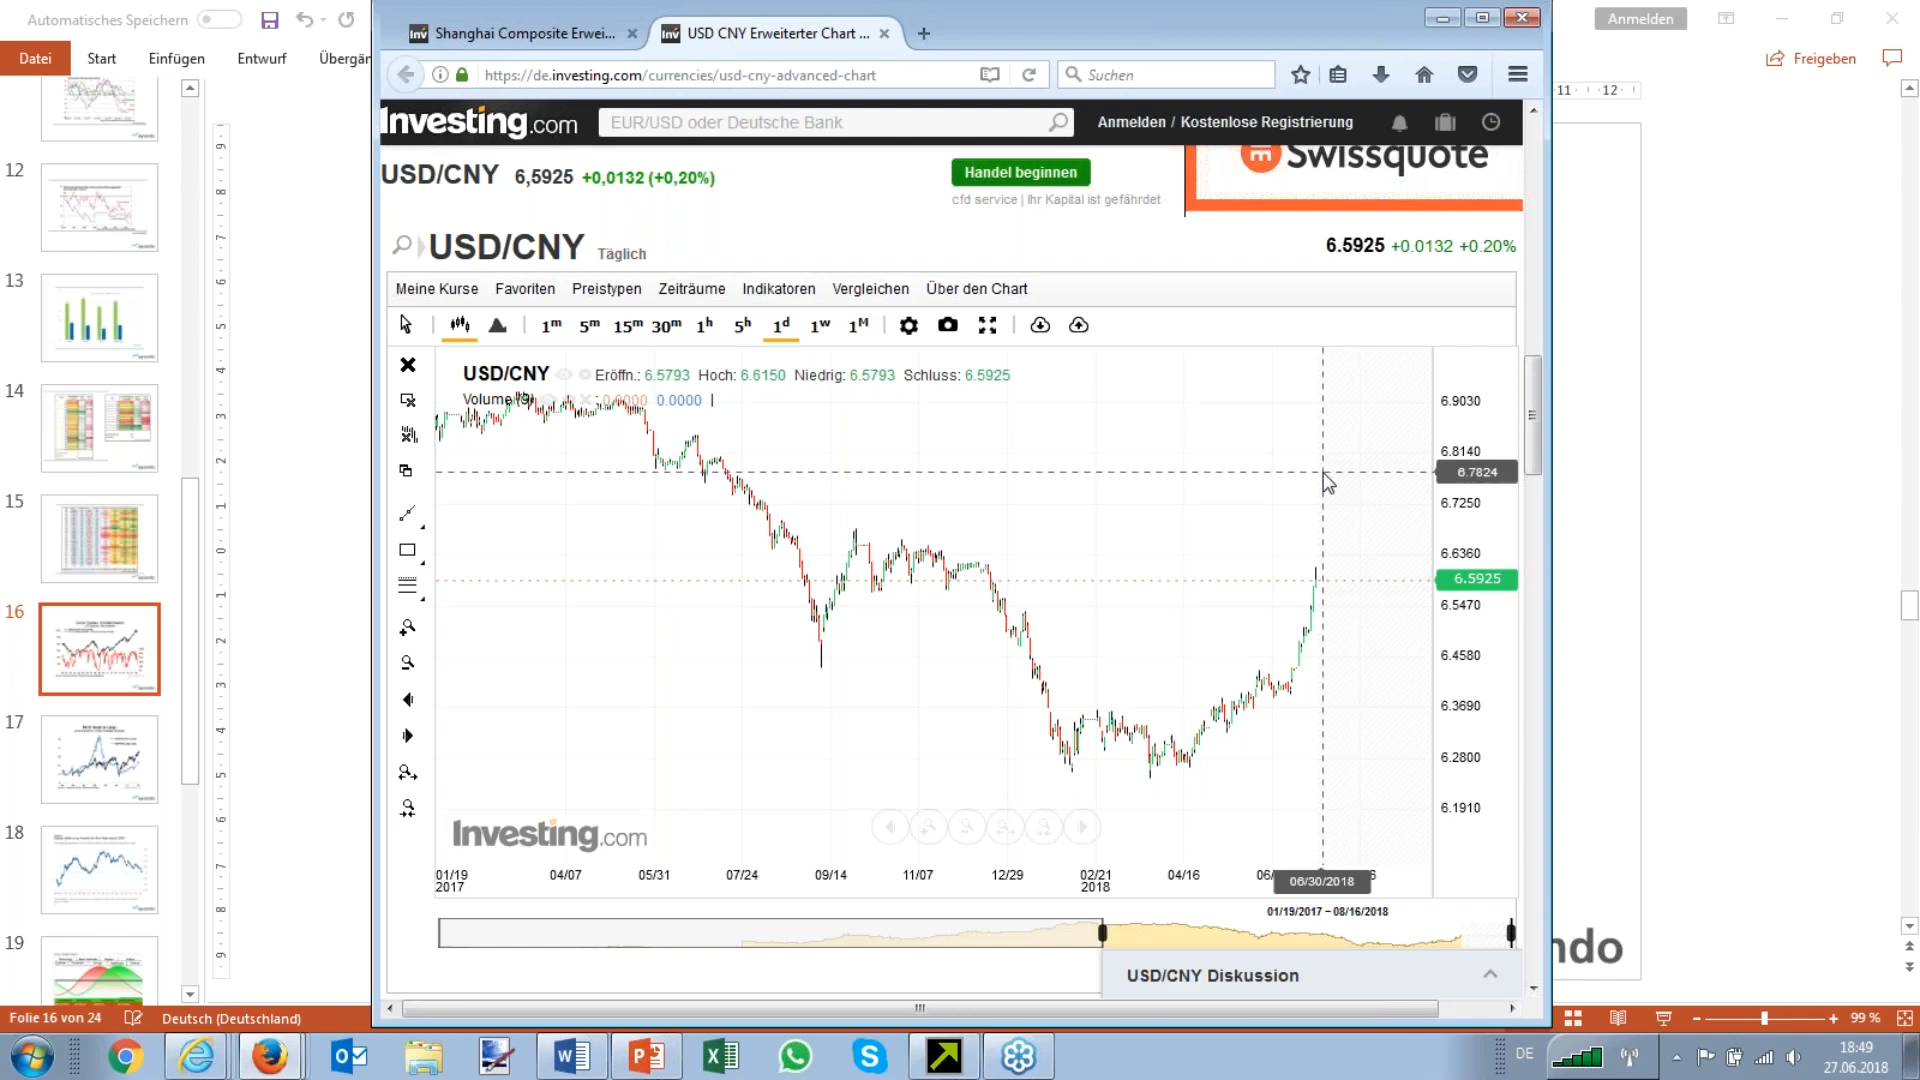 Automatisches Speichern
Anmelden
Datei
Start
Einfügen
Entwurf
Übergän
Freigeben
Shanghai Composite Erwei...
USD CNY Erweiterter Chart ...
https://de.investing.com/currencies/usd-cny-advanced-chart
Suchen
Investing.com
EUR/USD oder Deutsche Bank
Anmelden / Kostenlose Registrierung
Swissquote
USD/CNY 6,5925 +0,0132 (+0,20%)
Handel beginnen
cfd service | Ihr Kapital ist gefährdet
USD/CNY Täglich
6.5925 +0.0132 +0.20%
Meine Kurse Favoriten Preistypen Zeiträume Indikatoren Vergleichen Über den Chart
1m 5m 15m 30m 1h 5h 1d 1w 1M
USD/CNY Eröffn.: 6.5793 Hoch: 6.6150 Niedrig: 6.5793 Schluss: 6.5925
Volume (9) : 0.0000 0.0000
6.9030
6.8140
6.7824
6.7250
6.6360
6.5925
6.5470
6.4580
6.3690
6.2800
6.1910
Investing.com
01/19 04/07 05/31 07/24 09/14 11/07 12/29 02/21 04/16
2017 2018
06/30/2018
01/19/2017 – 08/16/2018
USD/CNY Diskussion
ndo
11 12
12
13
14
15
16
17
18
19
Folie 16 von 24
Deutsch (Deutschland)
99 %
DE
18:49
27.06.2018